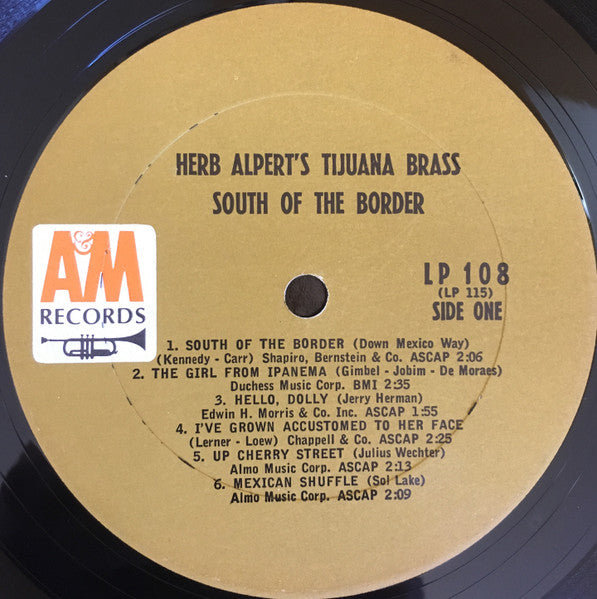 HERB ALPERT'S TIJUANA BRASS
SOUTH OF THE BORDER
A&M
RECORDS
LP 108
(LP 115)
SIDE ONE
1. SOUTH OF THE BORDER (Down Mexico Way)
(Kennedy - Carr) Shapiro, Bernstein & Co. ASCAP 2:06
2. THE GIRL FROM IPANEMA (Gimbel - Jobim - De Moraes)
Duchess Music Corp. BMI 2:35
3. HELLO, DOLLY (Jerry Herman)
Edwin H. Morris & Co. Inc. ASCAP 1:55
4. I'VE GROWN ACCUSTOMED TO HER FACE
(Lerner - Loew) Chappell & Co. ASCAP 2:25
5. UP CHERRY STREET (Julius Wechter)
Almo Music Corp. ASCAP 2:13
6. MEXICAN SHUFFLE (Sol Lake)
Almo Music Corp. ASCAP 2:09